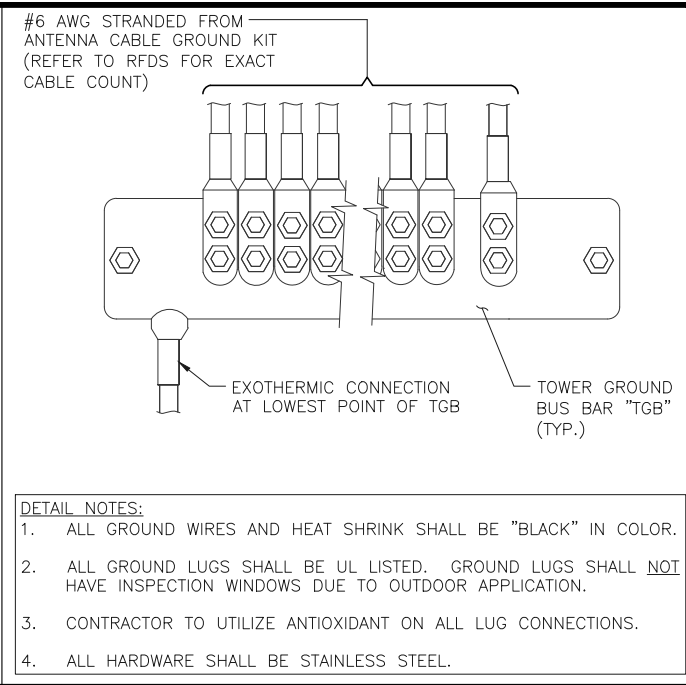 #6 AWG STRANDED FROM
ANTENNA CABLE GROUND KIT
(REFER TO RFDS FOR EXACT
CABLE COUNT)
EXOTHERMIC CONNECTION
AT LOWEST POINT OF TGB
TOWER GROUND
BUS BAR "TGB"
(TYP.)
DETAIL NOTES:
1. ALL GROUND WIRES AND HEAT SHRINK SHALL BE "BLACK" IN COLOR.
2. ALL GROUND LUGS SHALL BE UL LISTED. GROUND LUGS SHALL NOT
HAVE INSPECTION WINDOWS DUE TO OUTDOOR APPLICATION.
3. CONTRACTOR TO UTILIZE ANTIOXIDANT ON ALL LUG CONNECTIONS.
4. ALL HARDWARE SHALL BE STAINLESS STEEL.